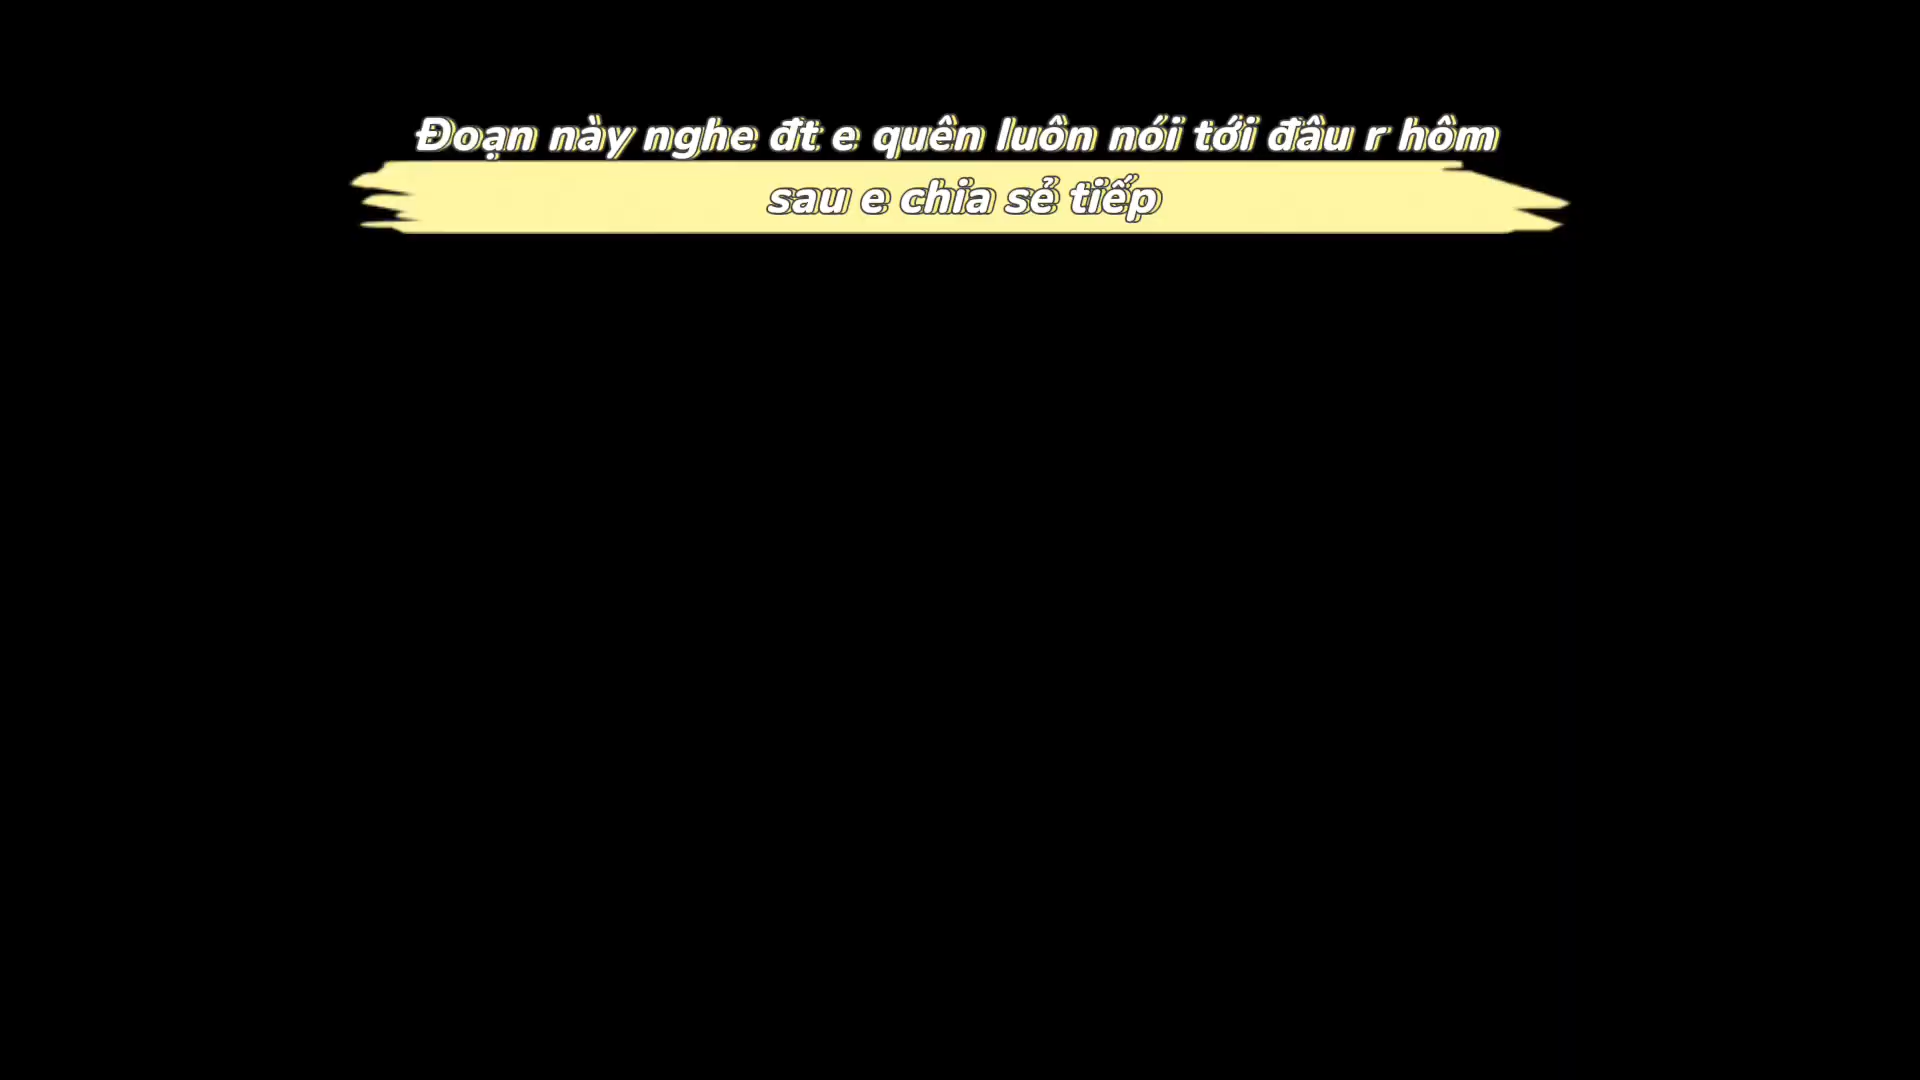 Đoạn này nghe đt e quên luôn nói tới đâu r hôm
sau e chia sẻ tiếp